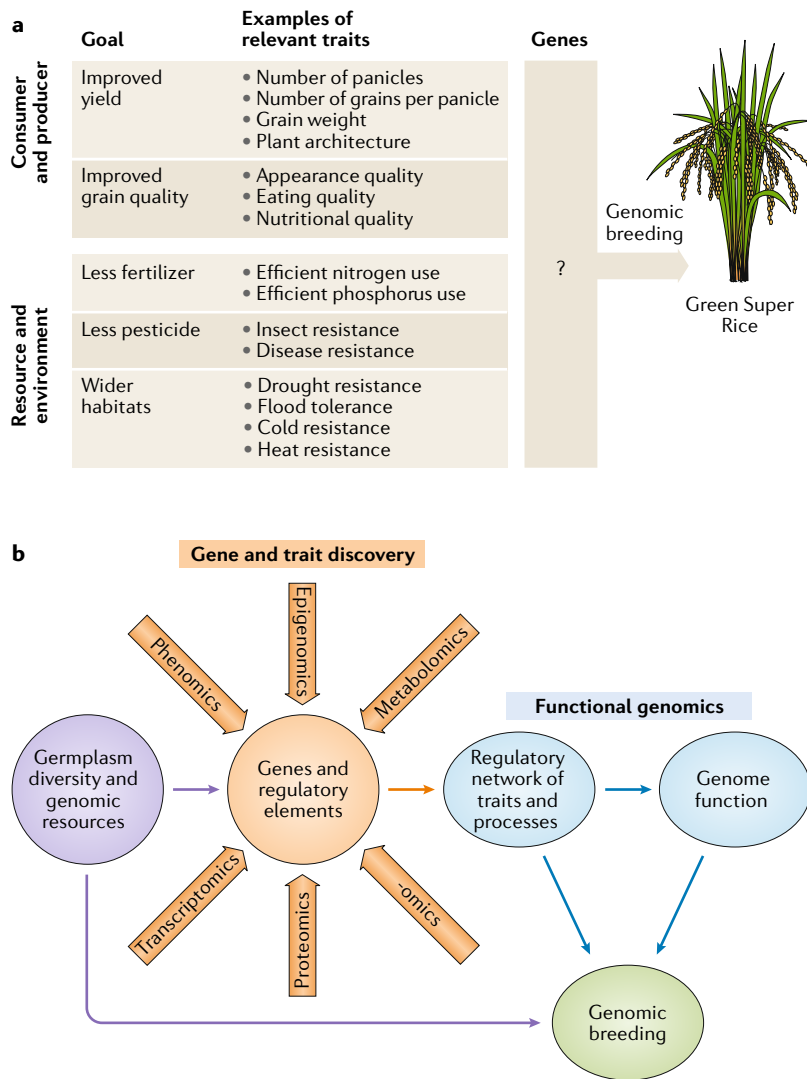 a
Goal
Examples of
relevant traits
Genes
Consumer
and producer
Improved
yield
• Number of panicles
• Number of grains per panicle
• Grain weight
• Plant architecture
Improved
grain quality
• Appearance quality
• Eating quality
• Nutritional quality
Resource and
environment
Less fertilizer
• Efficient nitrogen use
• Efficient phosphorus use
Less pesticide
• Insect resistance
• Disease resistance
Wider
habitats
• Drought resistance
• Flood tolerance
• Cold resistance
• Heat resistance
?
Genomic
breeding
Green Super
Rice
b
Gene and trait discovery
Phenomics
Epigenomics
Metabolomics
Functional genomics
Germplasm
diversity and
genomic
resources
Genes and
regulatory
elements
Regulatory
network of
traits and
processes
Genome
function
Transcriptomics
Proteomics
-omics
Genomic
breeding